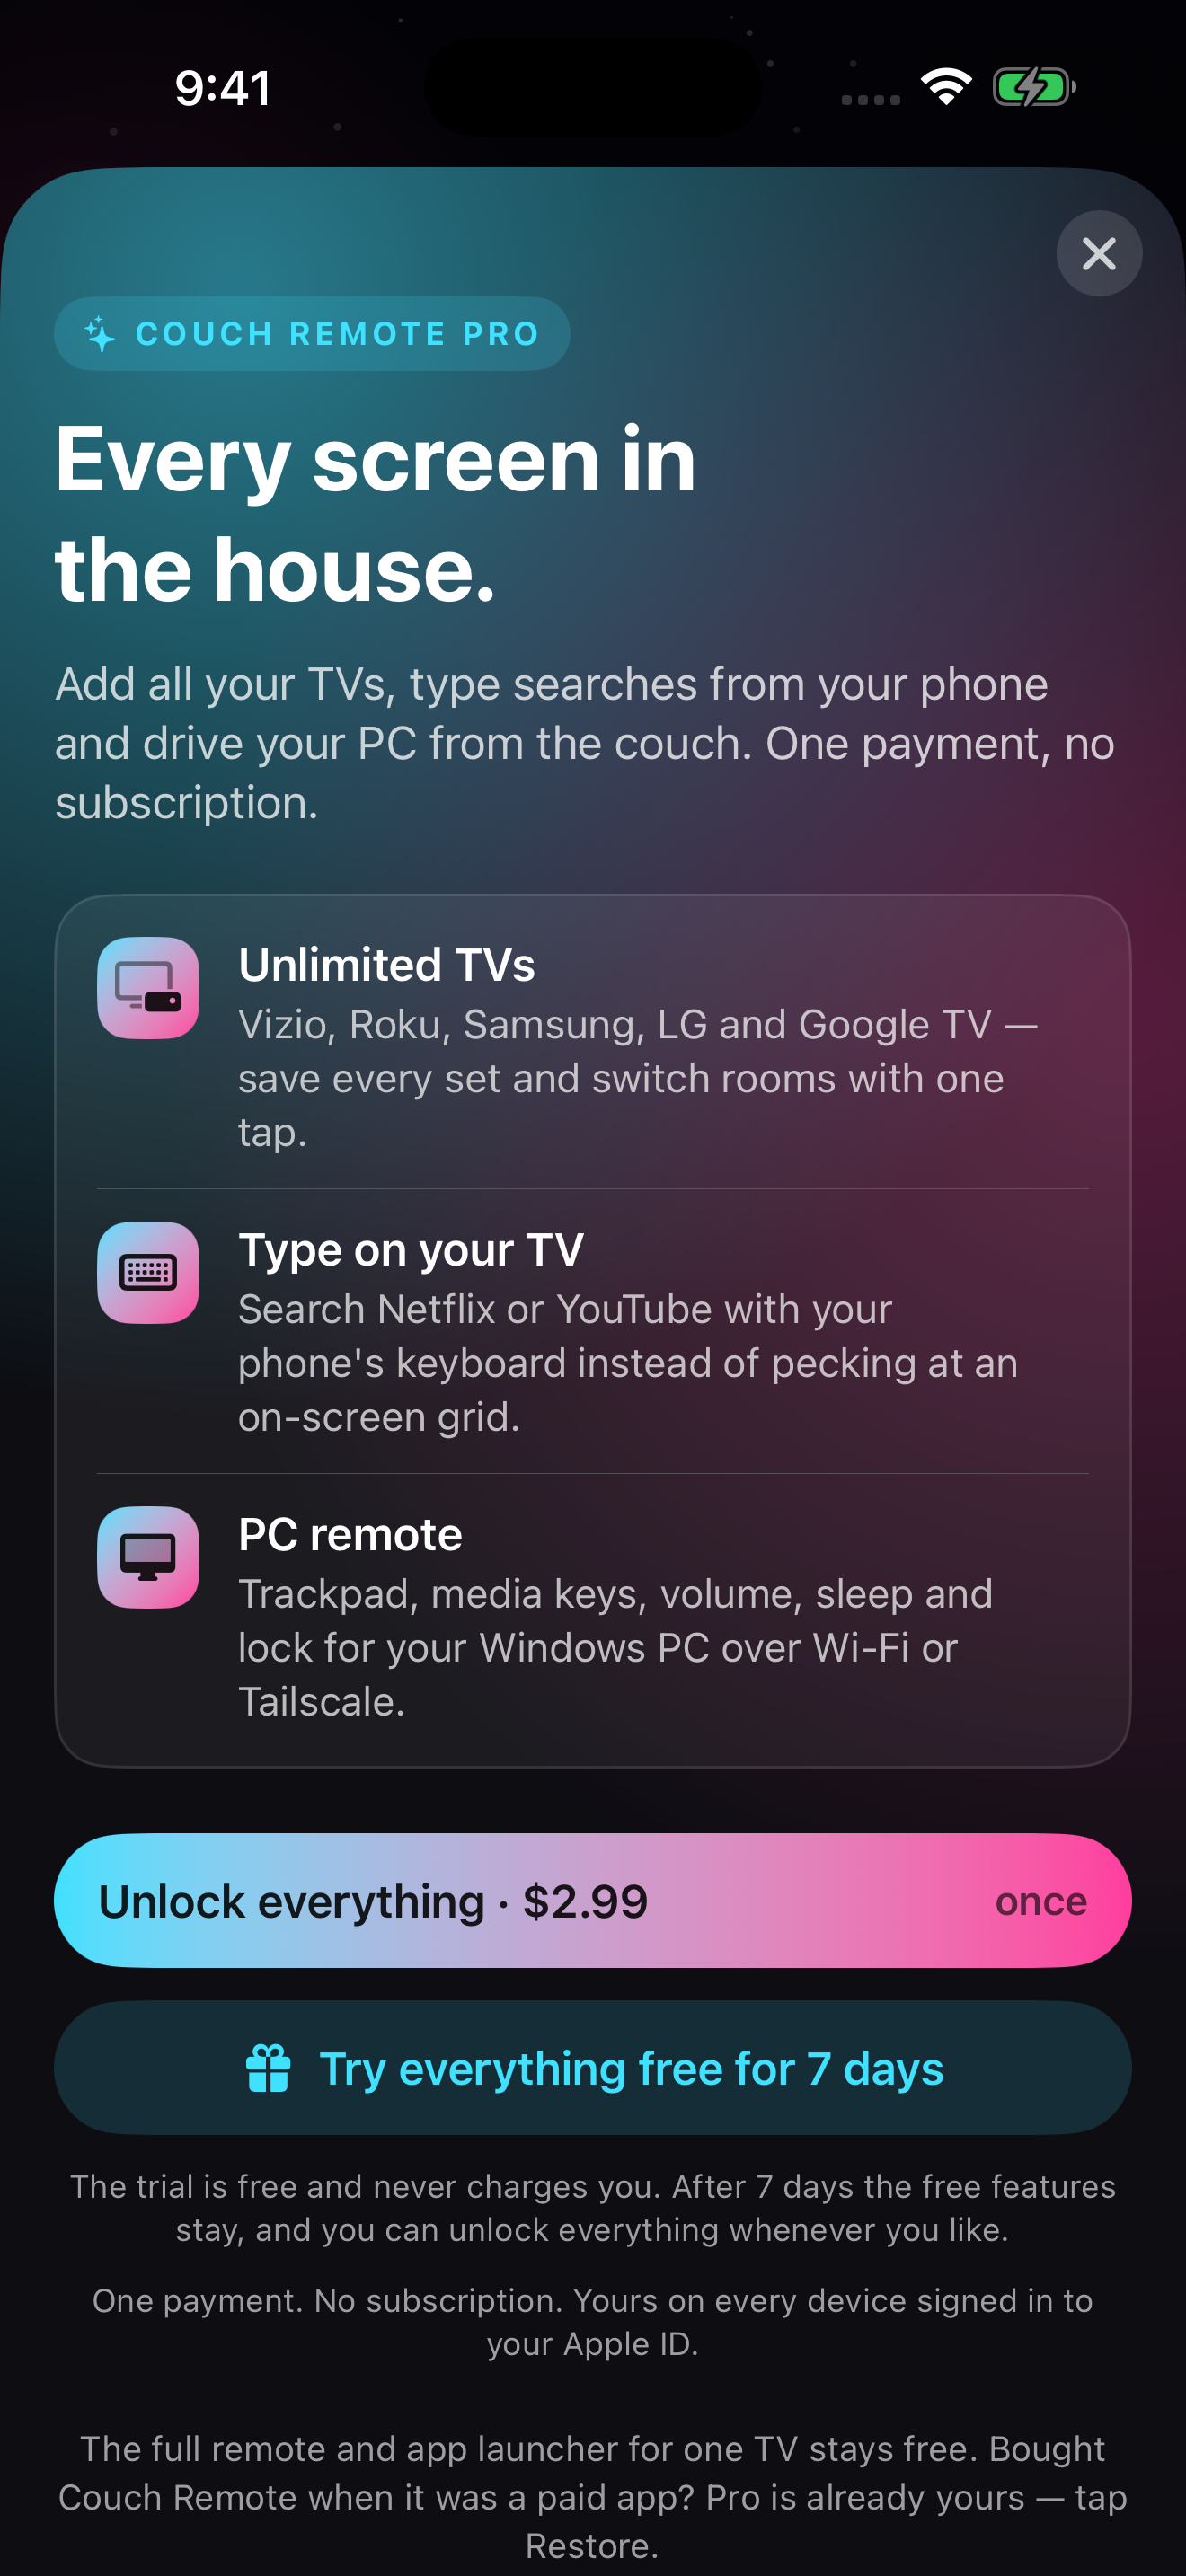 9:41
COUCH REMOTE PRO
Every screen in
the house.
Add all your TVs, type searches from your phone
and drive your PC from the couch. One payment, no
subscription.
Unlimited TVs
Vizio, Roku, Samsung, LG and Google TV —
save every set and switch rooms with one
tap.
Type on your TV
Search Netflix or YouTube with your
phone's keyboard instead of pecking at an
on-screen grid.
PC remote
Trackpad, media keys, volume, sleep and
lock for your Windows PC over Wi-Fi or
Tailscale.
Unlock everything · $2.99 once
Try everything free for 7 days
The trial is free and never charges you. After 7 days the free features
stay, and you can unlock everything whenever you like.
One payment. No subscription. Yours on every device signed in to
your Apple ID.
The full remote and app launcher for one TV stays free. Bought
Couch Remote when it was a paid app? Pro is already yours — tap
Restore.